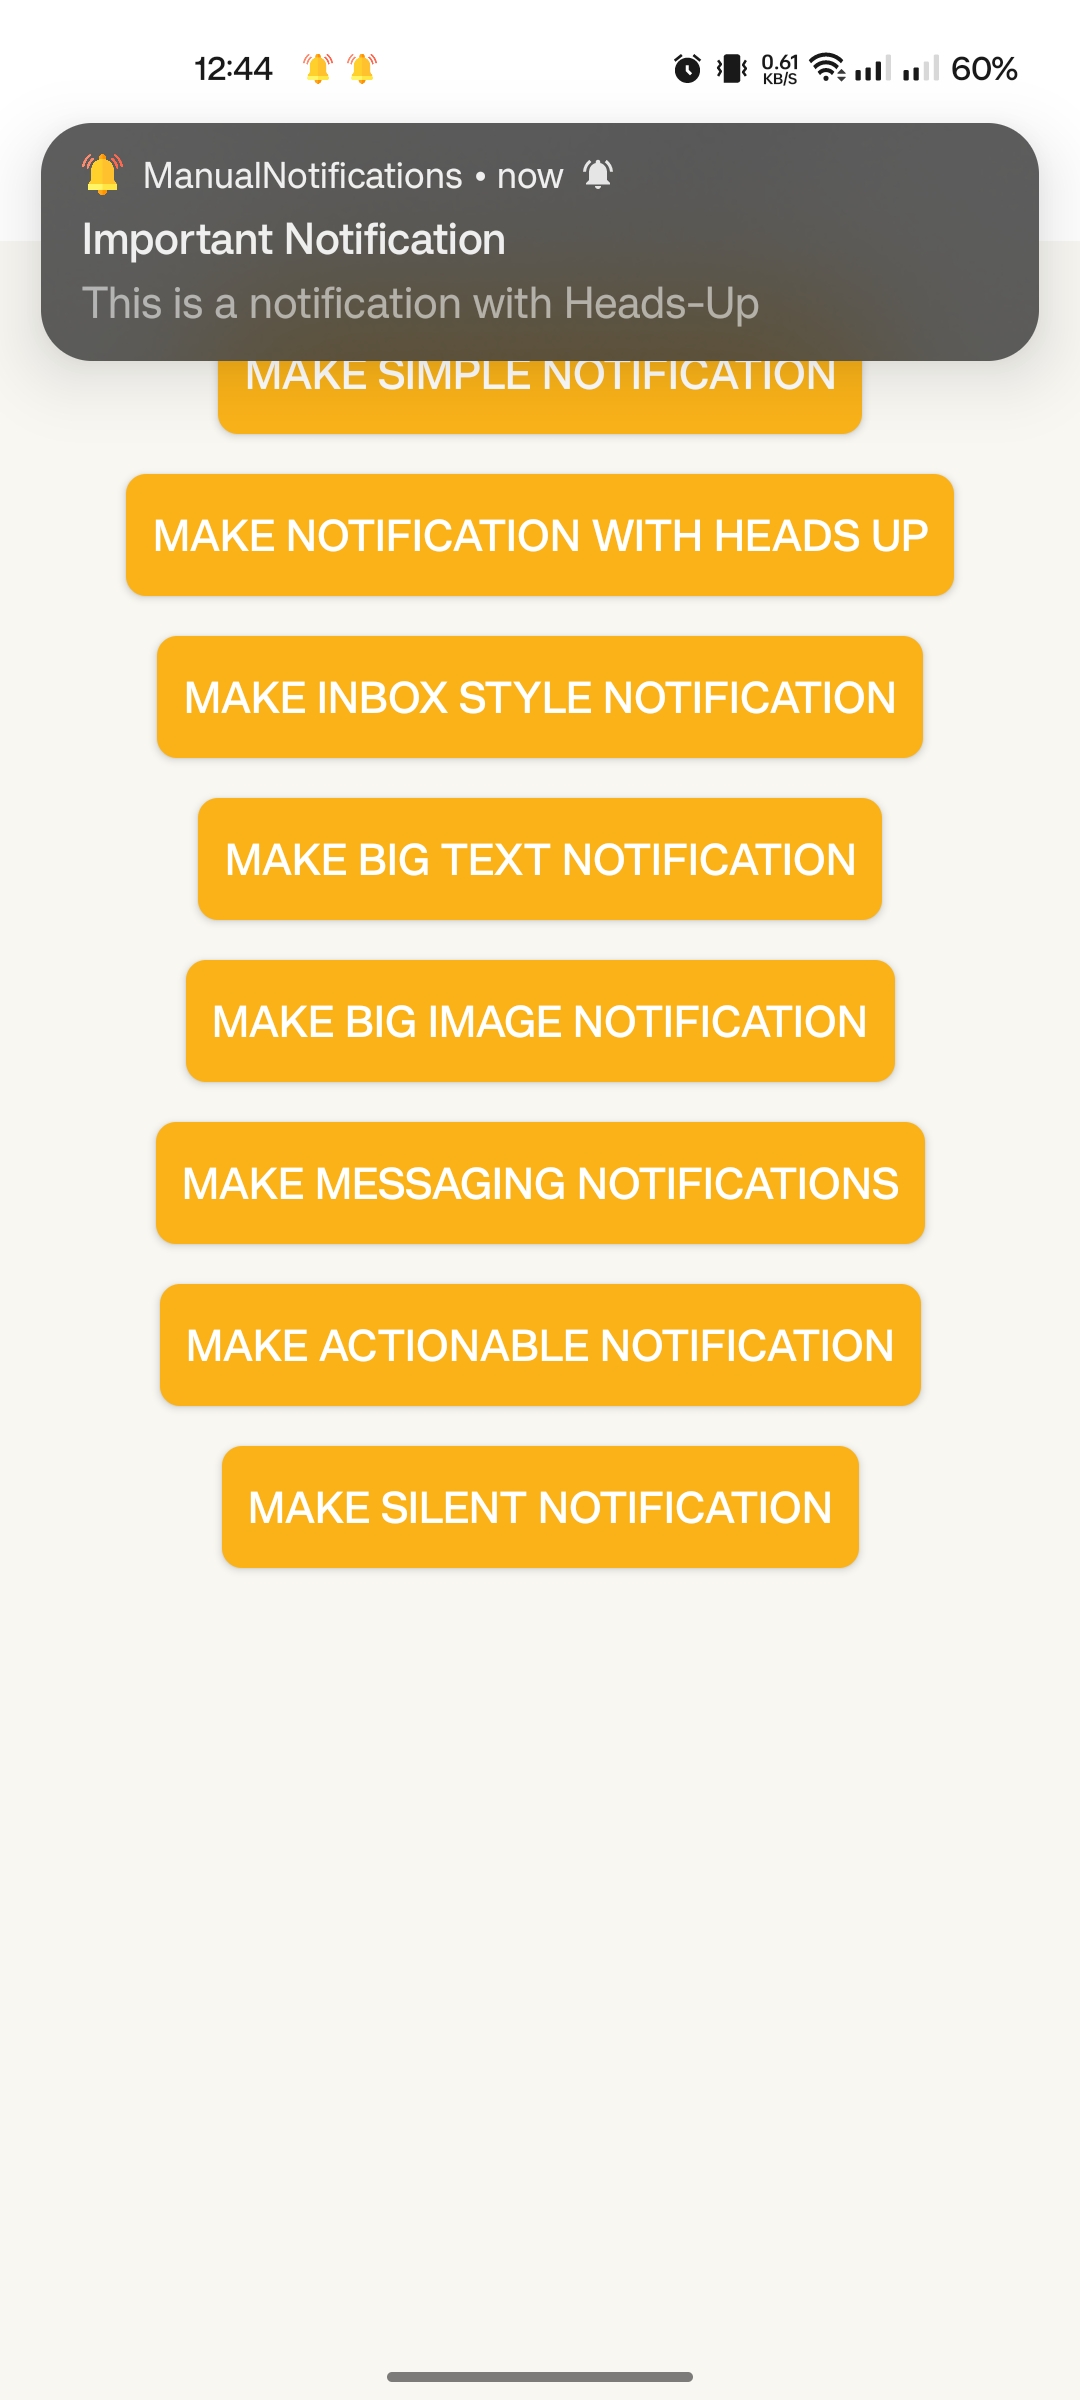 12:44 0.61 KB/S 60%
ManualNotifications • now
Important Notification
This is a notification with Heads-Up
MAKE SIMPLE NOTIFICATION
MAKE NOTIFICATION WITH HEADS UP
MAKE INBOX STYLE NOTIFICATION
MAKE BIG TEXT NOTIFICATION
MAKE BIG IMAGE NOTIFICATION
MAKE MESSAGING NOTIFICATIONS
MAKE ACTIONABLE NOTIFICATION
MAKE SILENT NOTIFICATION